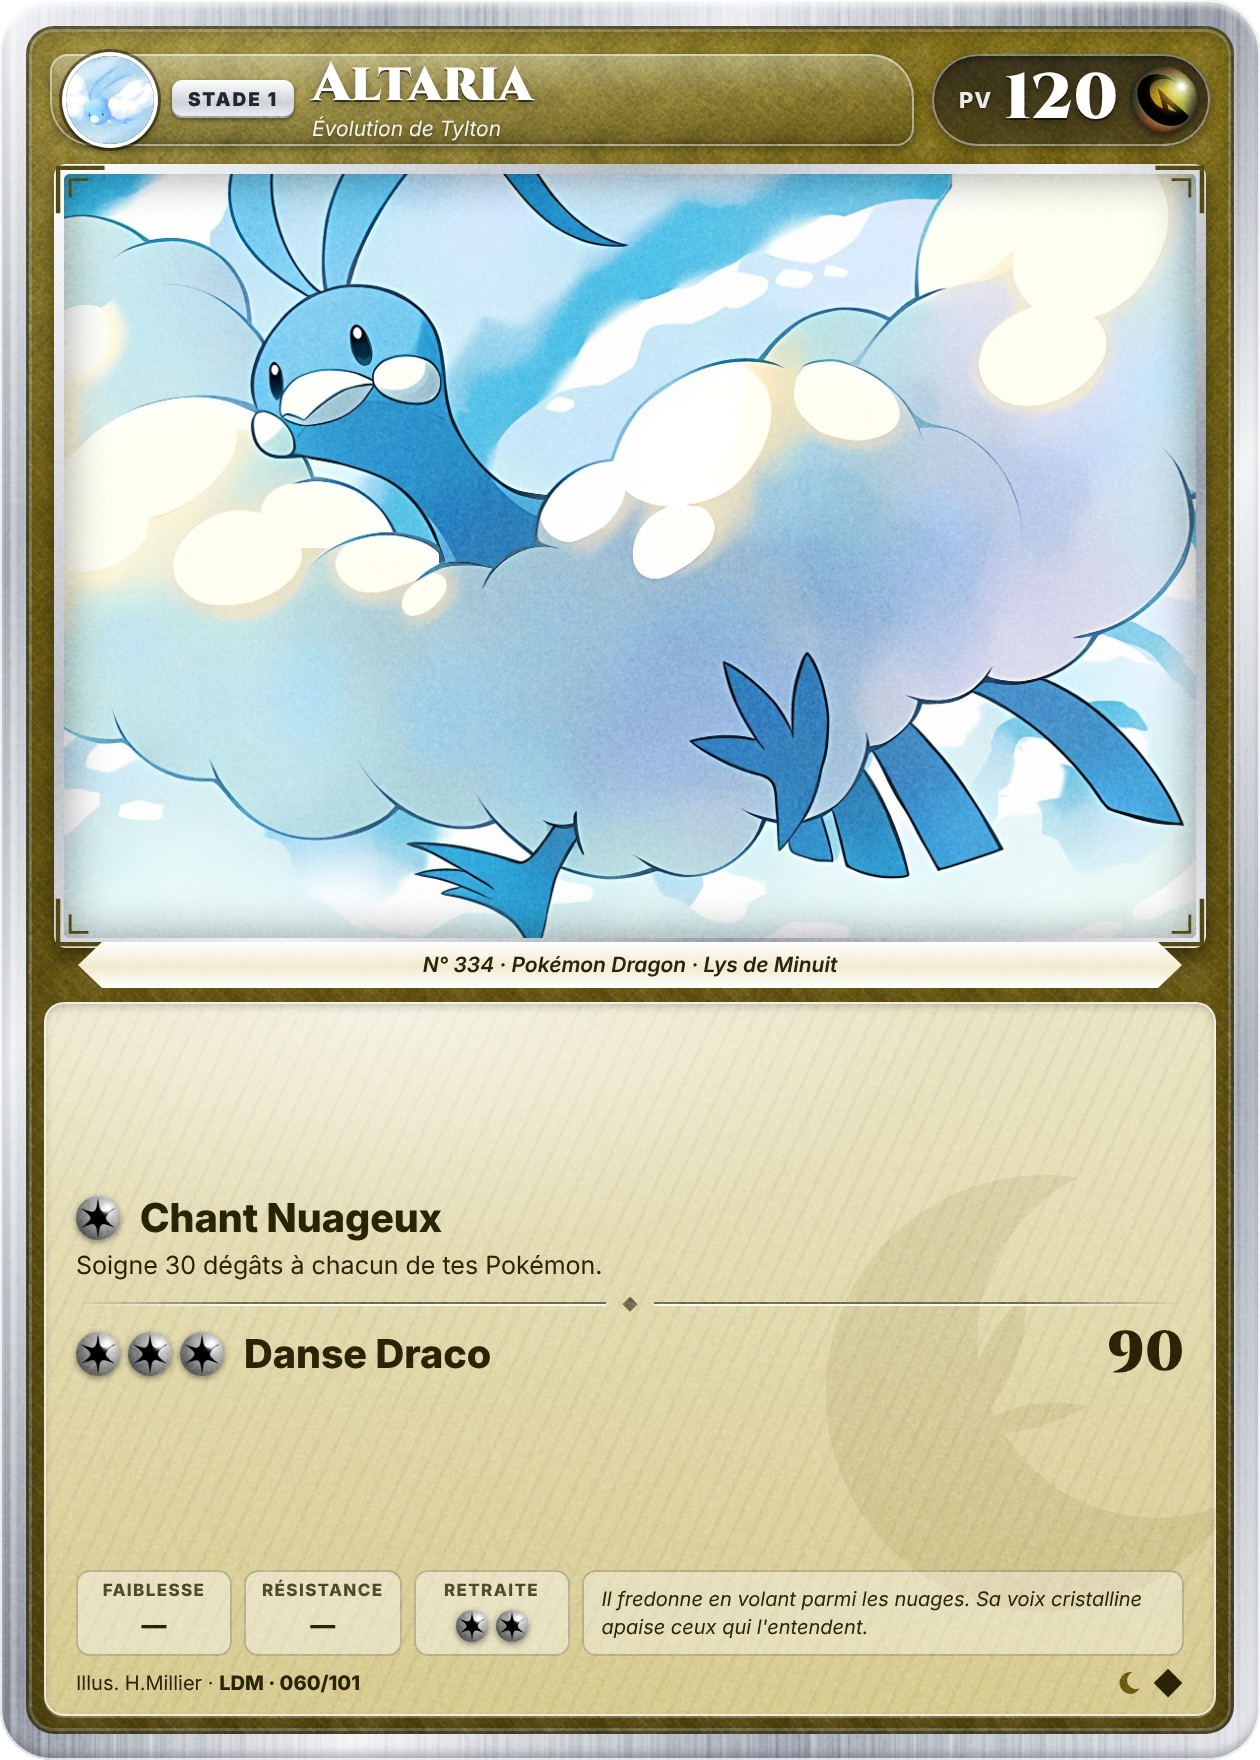 STADE 1
ALTARIA
Évolution de Tylton
PV 120
N° 334 · Pokémon Dragon · Lys de Minuit
Chant Nuageux
Soigne 30 dégâts à chacun de tes Pokémon.
Danse Draco 90
FAIBLESSE
—
RÉSISTANCE
—
RETRAITE
Il fredonne en volant parmi les nuages. Sa voix cristalline
apaise ceux qui l'entendent.
Illus. H.Millier · LDM · 060/101